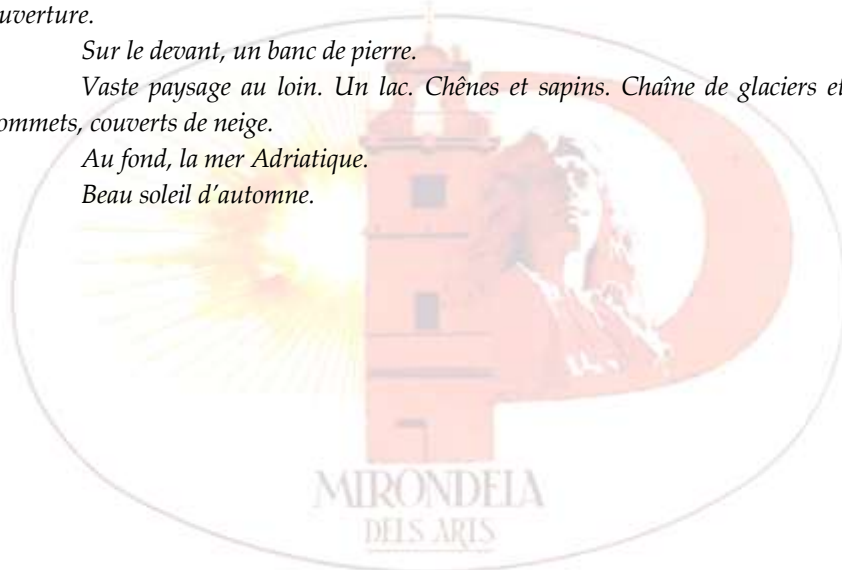 uverture.
Sur le devant, un banc de pierre.
Vaste paysage au loin. Un lac. Chênes et sapins. Chaîne de glaciers et
ommets, couverts de neige.
Au fond, la mer Adriatique.
Beau soleil d’automne.
MIRONDELA
DELS ARTS